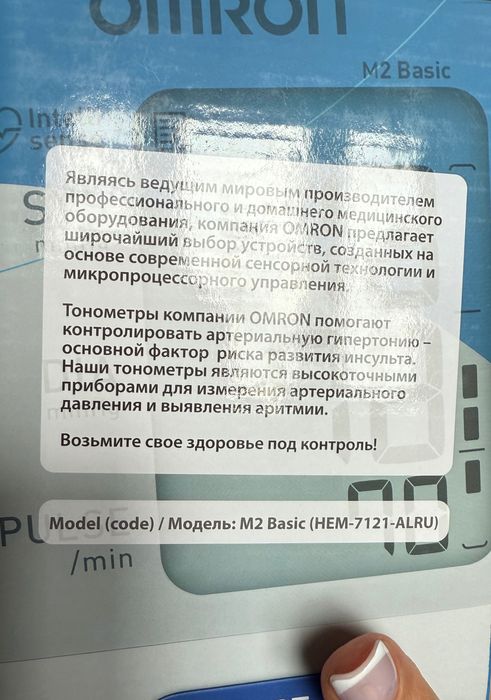 OMRON
M2 Basic
Являясь ведущим мировым производителем
профессионального и домашнего медицинского
оборудования, компания OMRON предлагает
широчайший выбор устройств, созданных на
основе современной сенсорной технологии и
микропроцессорного управления.
Тонометры компании OMRON помогают
контролировать артериальную гипертонию –
основной фактор риска развития инсульта.
Наши тонометры являются высокоточными
приборами для измерения артериального
давления и выявления аритмии.
Возьмите свое здоровье под контроль!
Model (code) / Модель: M2 Basic (HEM-7121-ALRU)
PULSE
/min